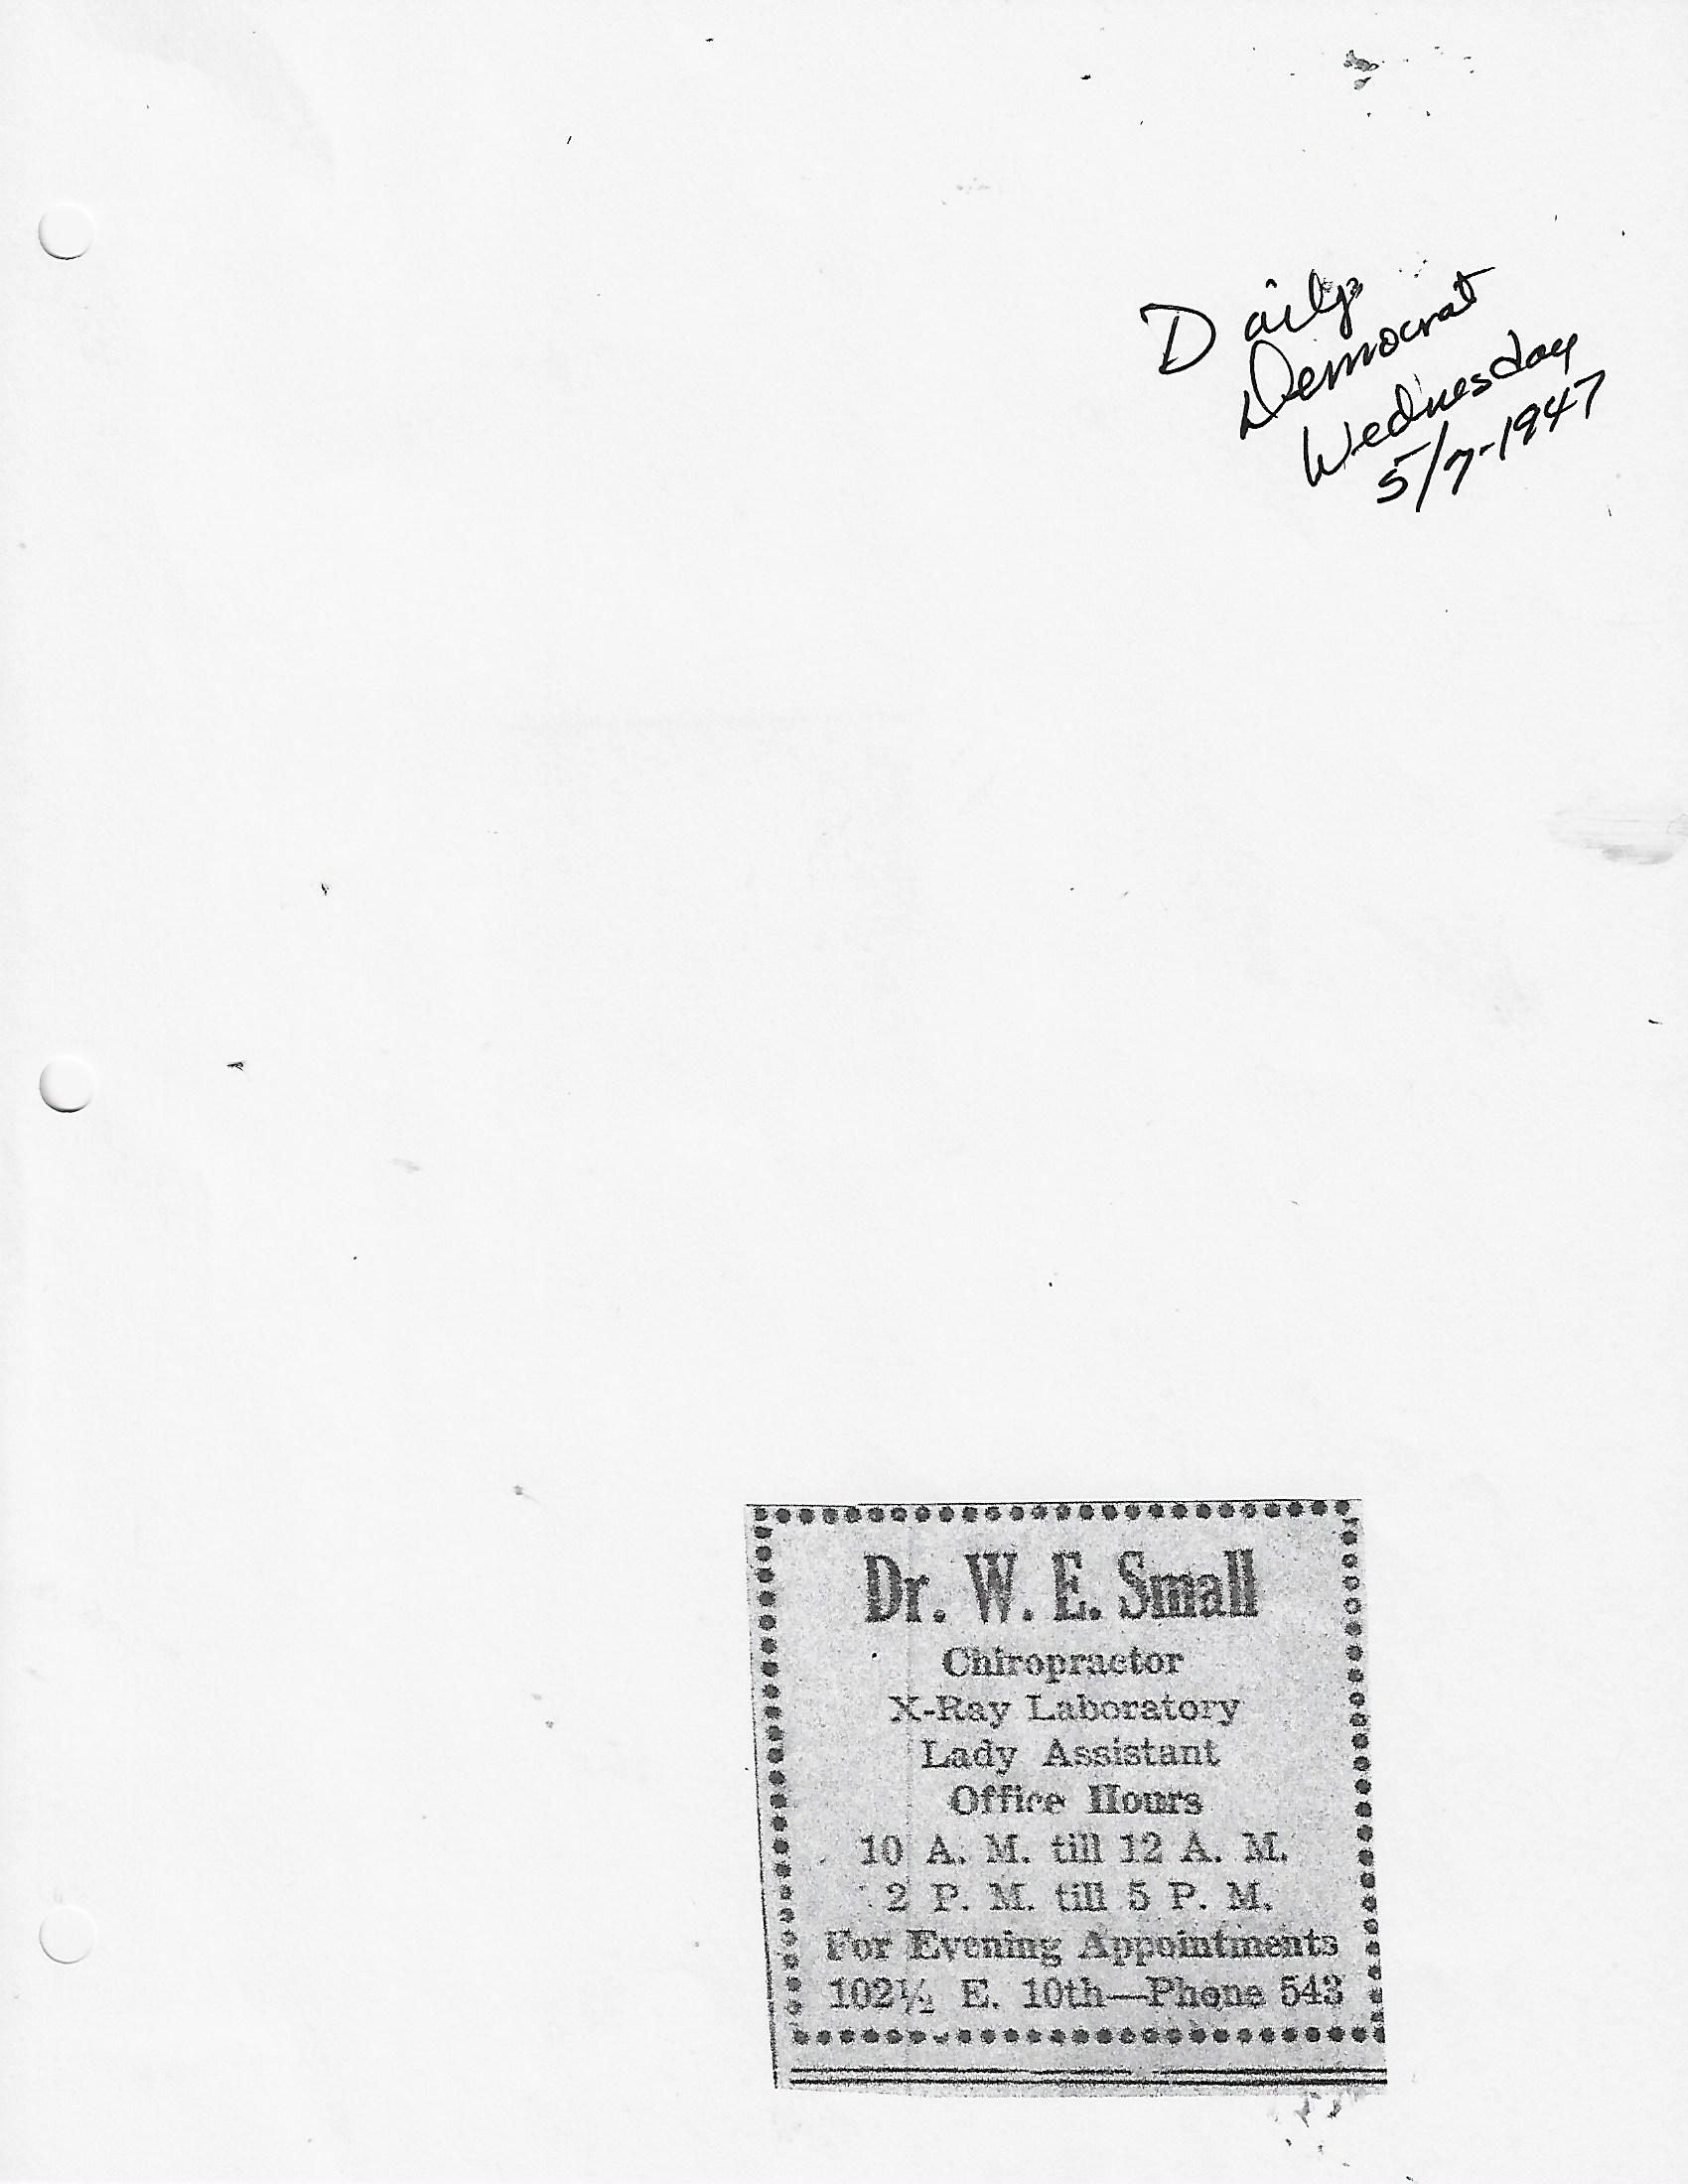 Daily
Democrat
Wednesday
5/7-1947
Dr. W. E. Small
Chiropractor
X-Ray Laboratory
Lady Assistant
Office Hours
10 A. M. till 12 A. M.
2 P. M. till 5 P. M.
For Evening Appointments
102½ E. 10th—Phone 543